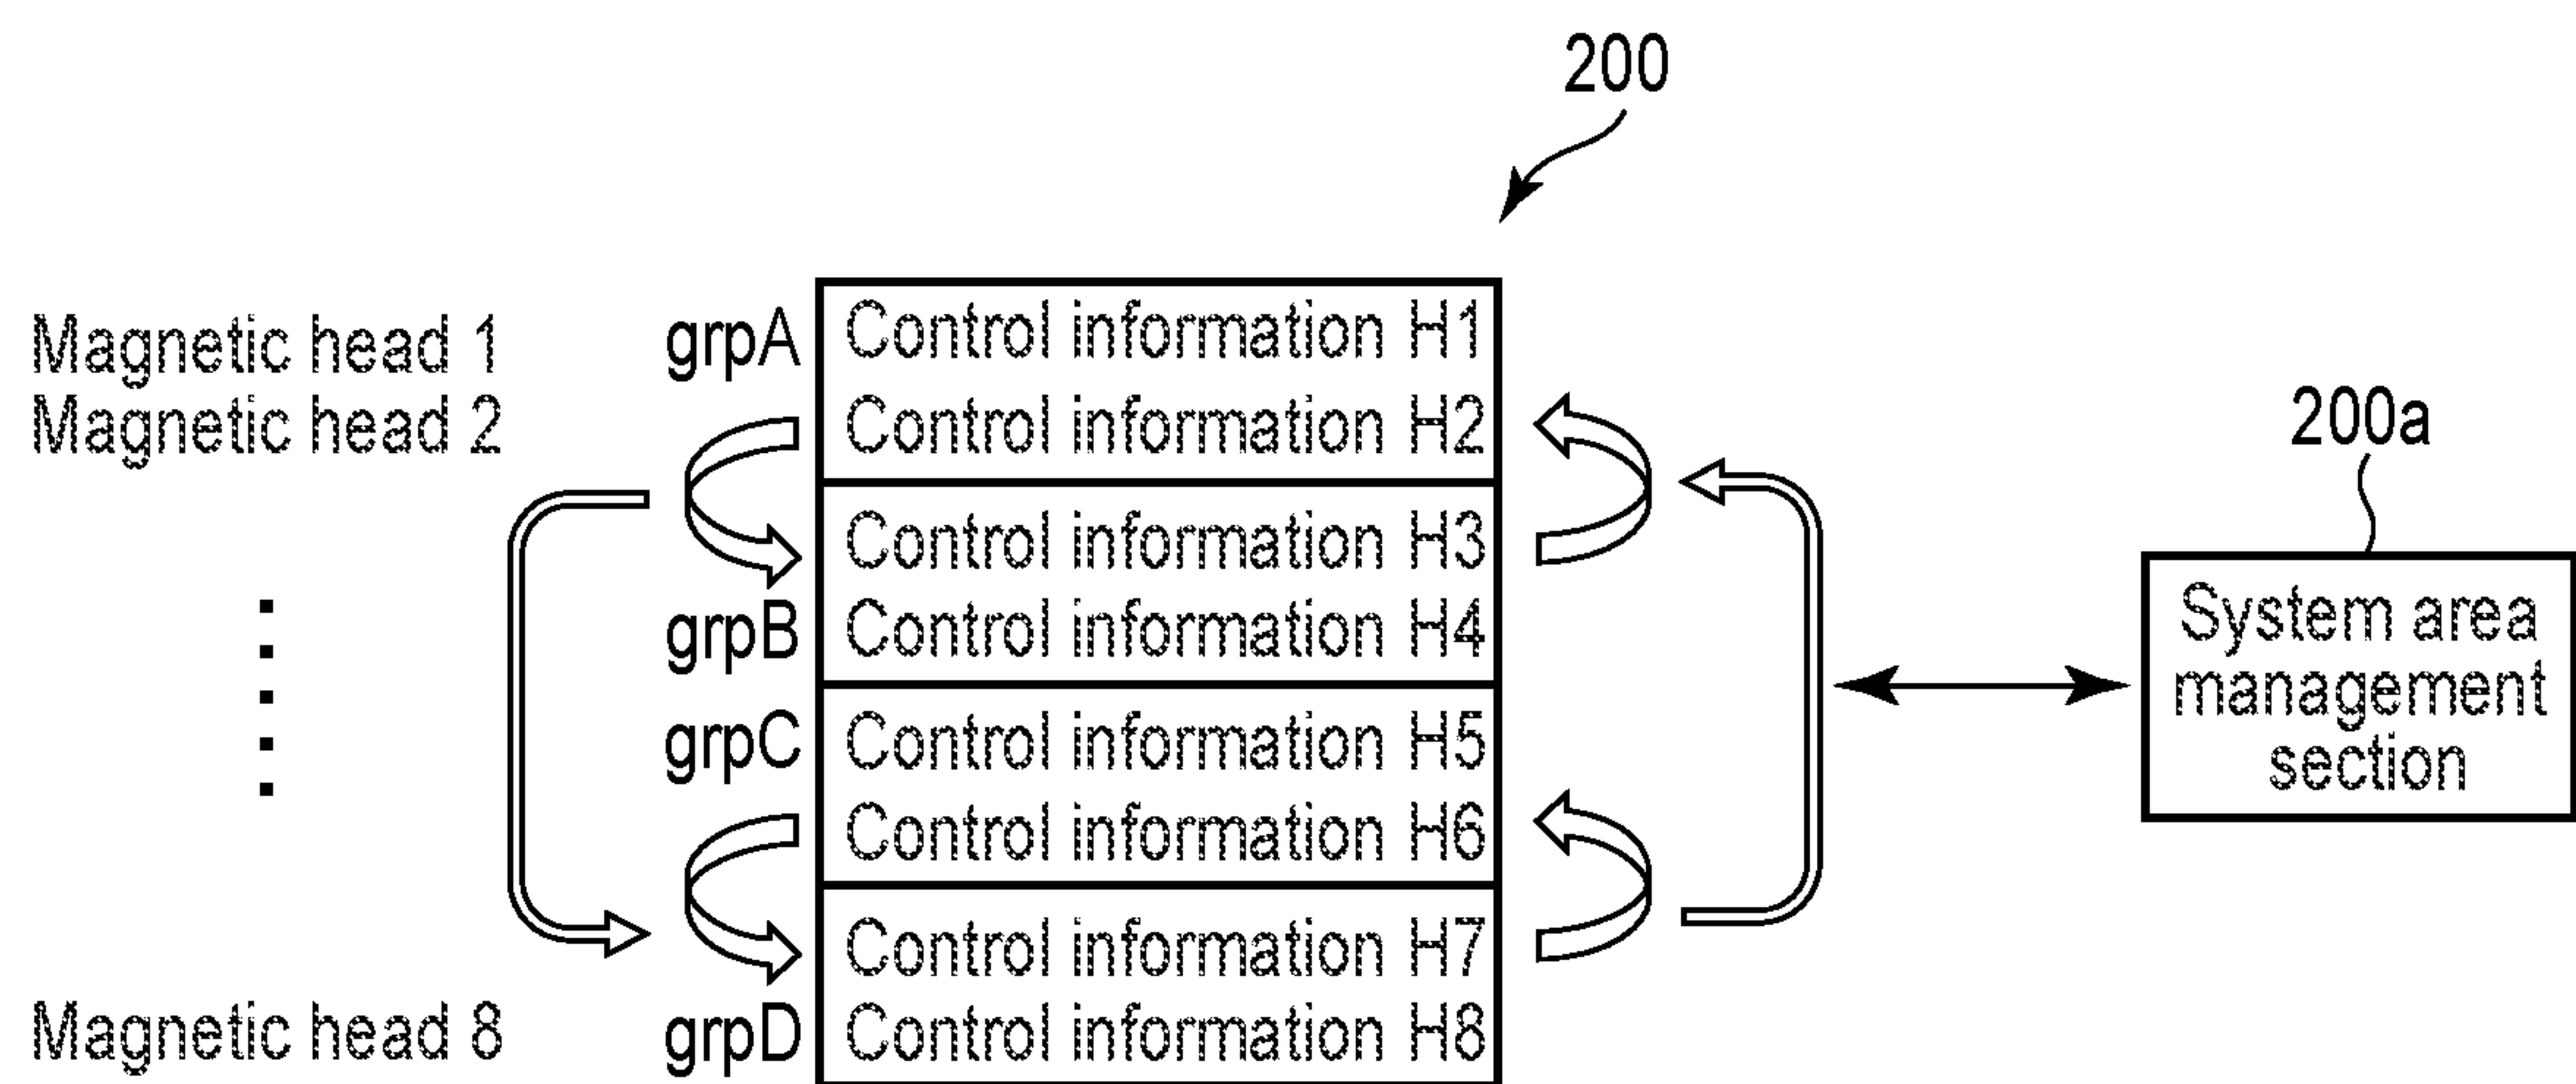 200
Magnetic head 1
Magnetic head 2
Magnetic head 8
grpA
grpB
grpC
grpD
Control information H1
Control information H2
Control information H3
Control information H4
Control information H5
Control information H6
Control information H7
Control information H8
200a
System area
management
section